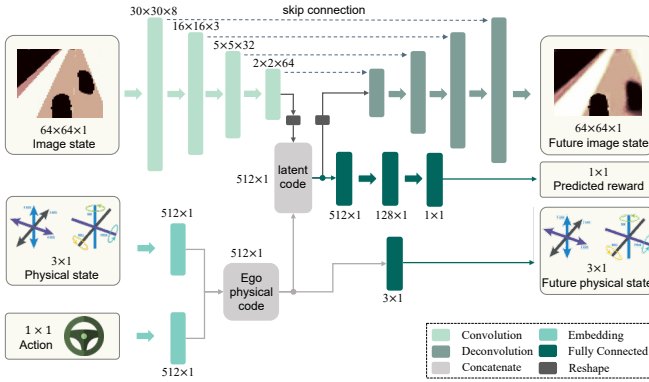 30×30×8
skip connection
16×16×3
5×5×32
2×2×64
64×64×1
Image state
64×64×1
Future image state
512×1
latent
code
512×1
128×1
1×1
1×1
Predicted reward
512×1
3×1
Physical state
512×1
Ego
physical
code
3×1
3×1
Future physical state
1×1
Action
512×1
Convolution
Embedding
Deconvolution
Fully Connected
Concatenate
Reshape